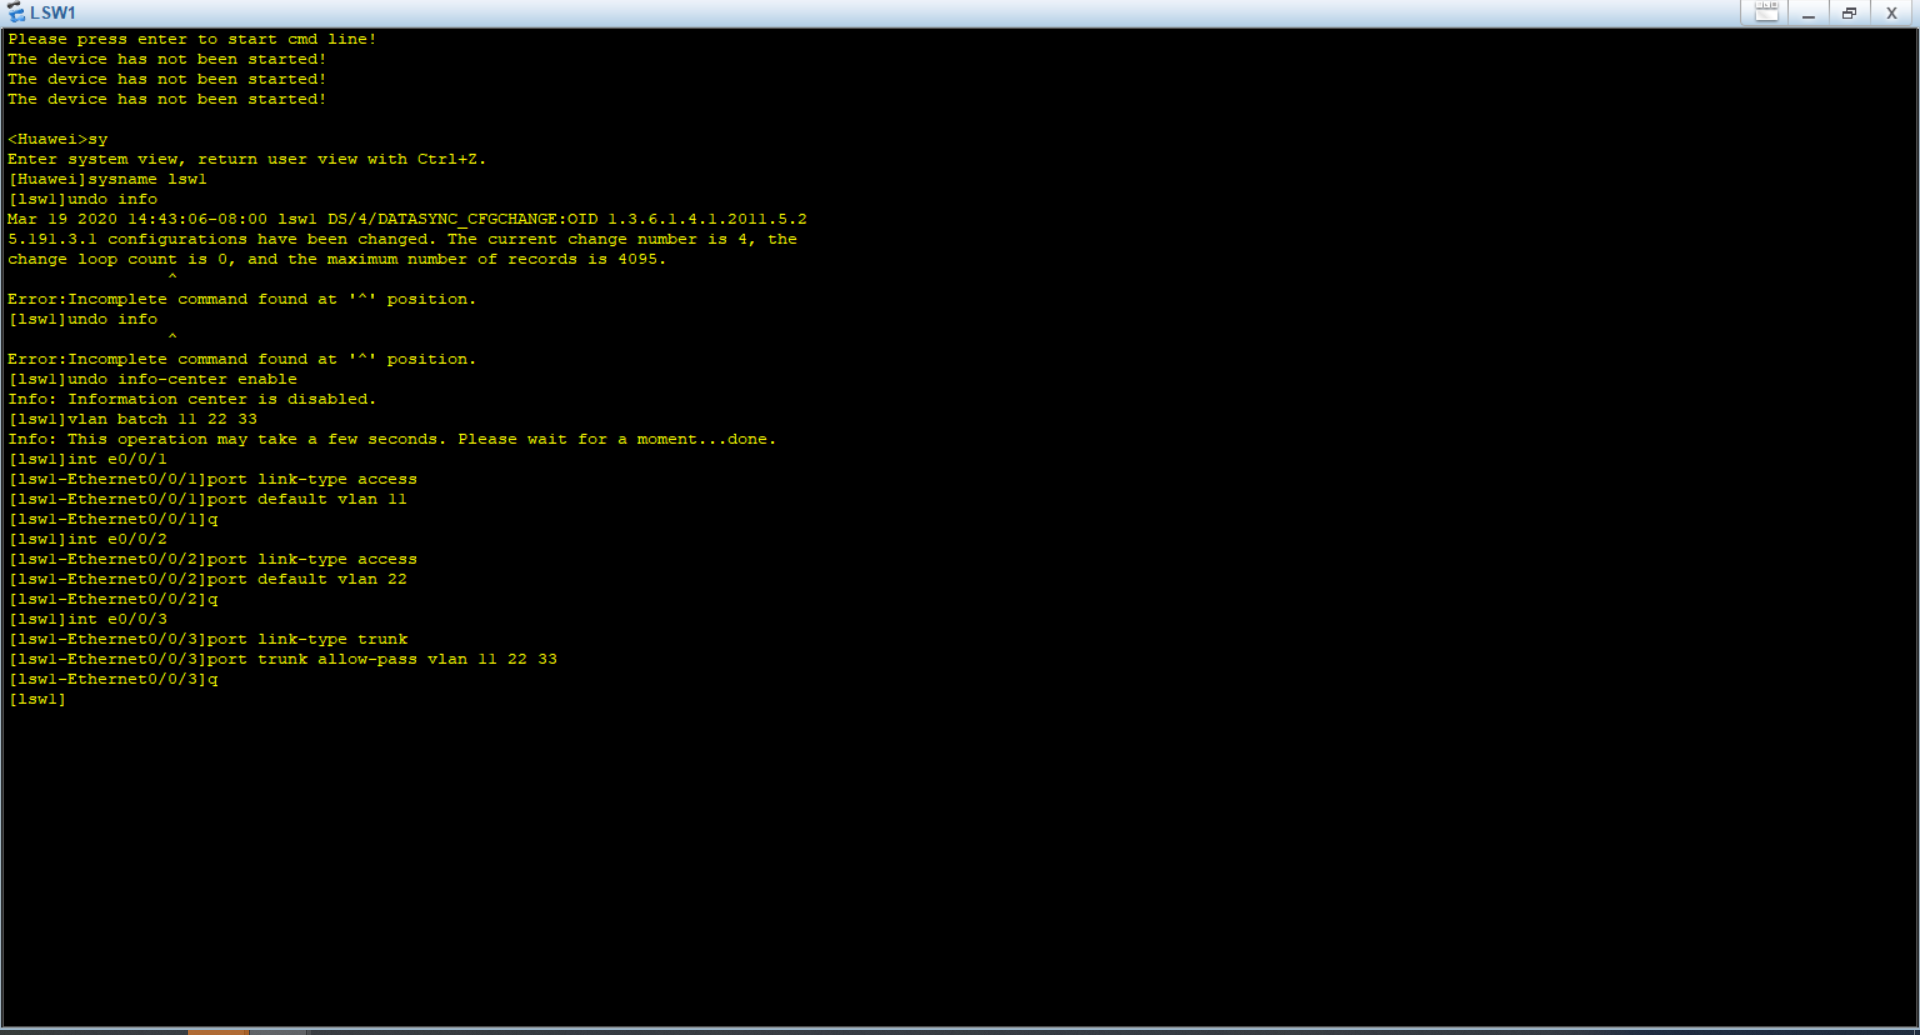 LSW1
Please press enter to start cmd line!
The device has not been started!
The device has not been started!
The device has not been started!
<Huawei>sy
Enter system view, return user view with Ctrl+Z.
[Huawei]sysname lsw1
[lsw1]undo info
Mar 19 2020 14:43:06-08:00 lsw1 DS/4/DATASYNC_CFGCHANGE:OID 1.3.6.1.4.1.2011.5.2
5.191.3.1 configurations have been changed. The current change number is 4, the
change loop count is 0, and the maximum number of records is 4095.
^
Error:Incomplete command found at '^' position.
[lsw1]undo info
^
Error:Incomplete command found at '^' position.
[lsw1]undo info-center enable
Info: Information center is disabled.
[lsw1]vlan batch 11 22 33
Info: This operation may take a few seconds. Please wait for a moment...done.
[lsw1]int e0/0/1
[lsw1-Ethernet0/0/1]port link-type access
[lsw1-Ethernet0/0/1]port default vlan 11
[lsw1-Ethernet0/0/1]q
[lsw1]int e0/0/2
[lsw1-Ethernet0/0/2]port link-type access
[lsw1-Ethernet0/0/2]port default vlan 22
[lsw1-Ethernet0/0/2]q
[lsw1]int e0/0/3
[lsw1-Ethernet0/0/3]port link-type trunk
[lsw1-Ethernet0/0/3]port trunk allow-pass vlan 11 22 33
[lsw1-Ethernet0/0/3]q
[lsw1]